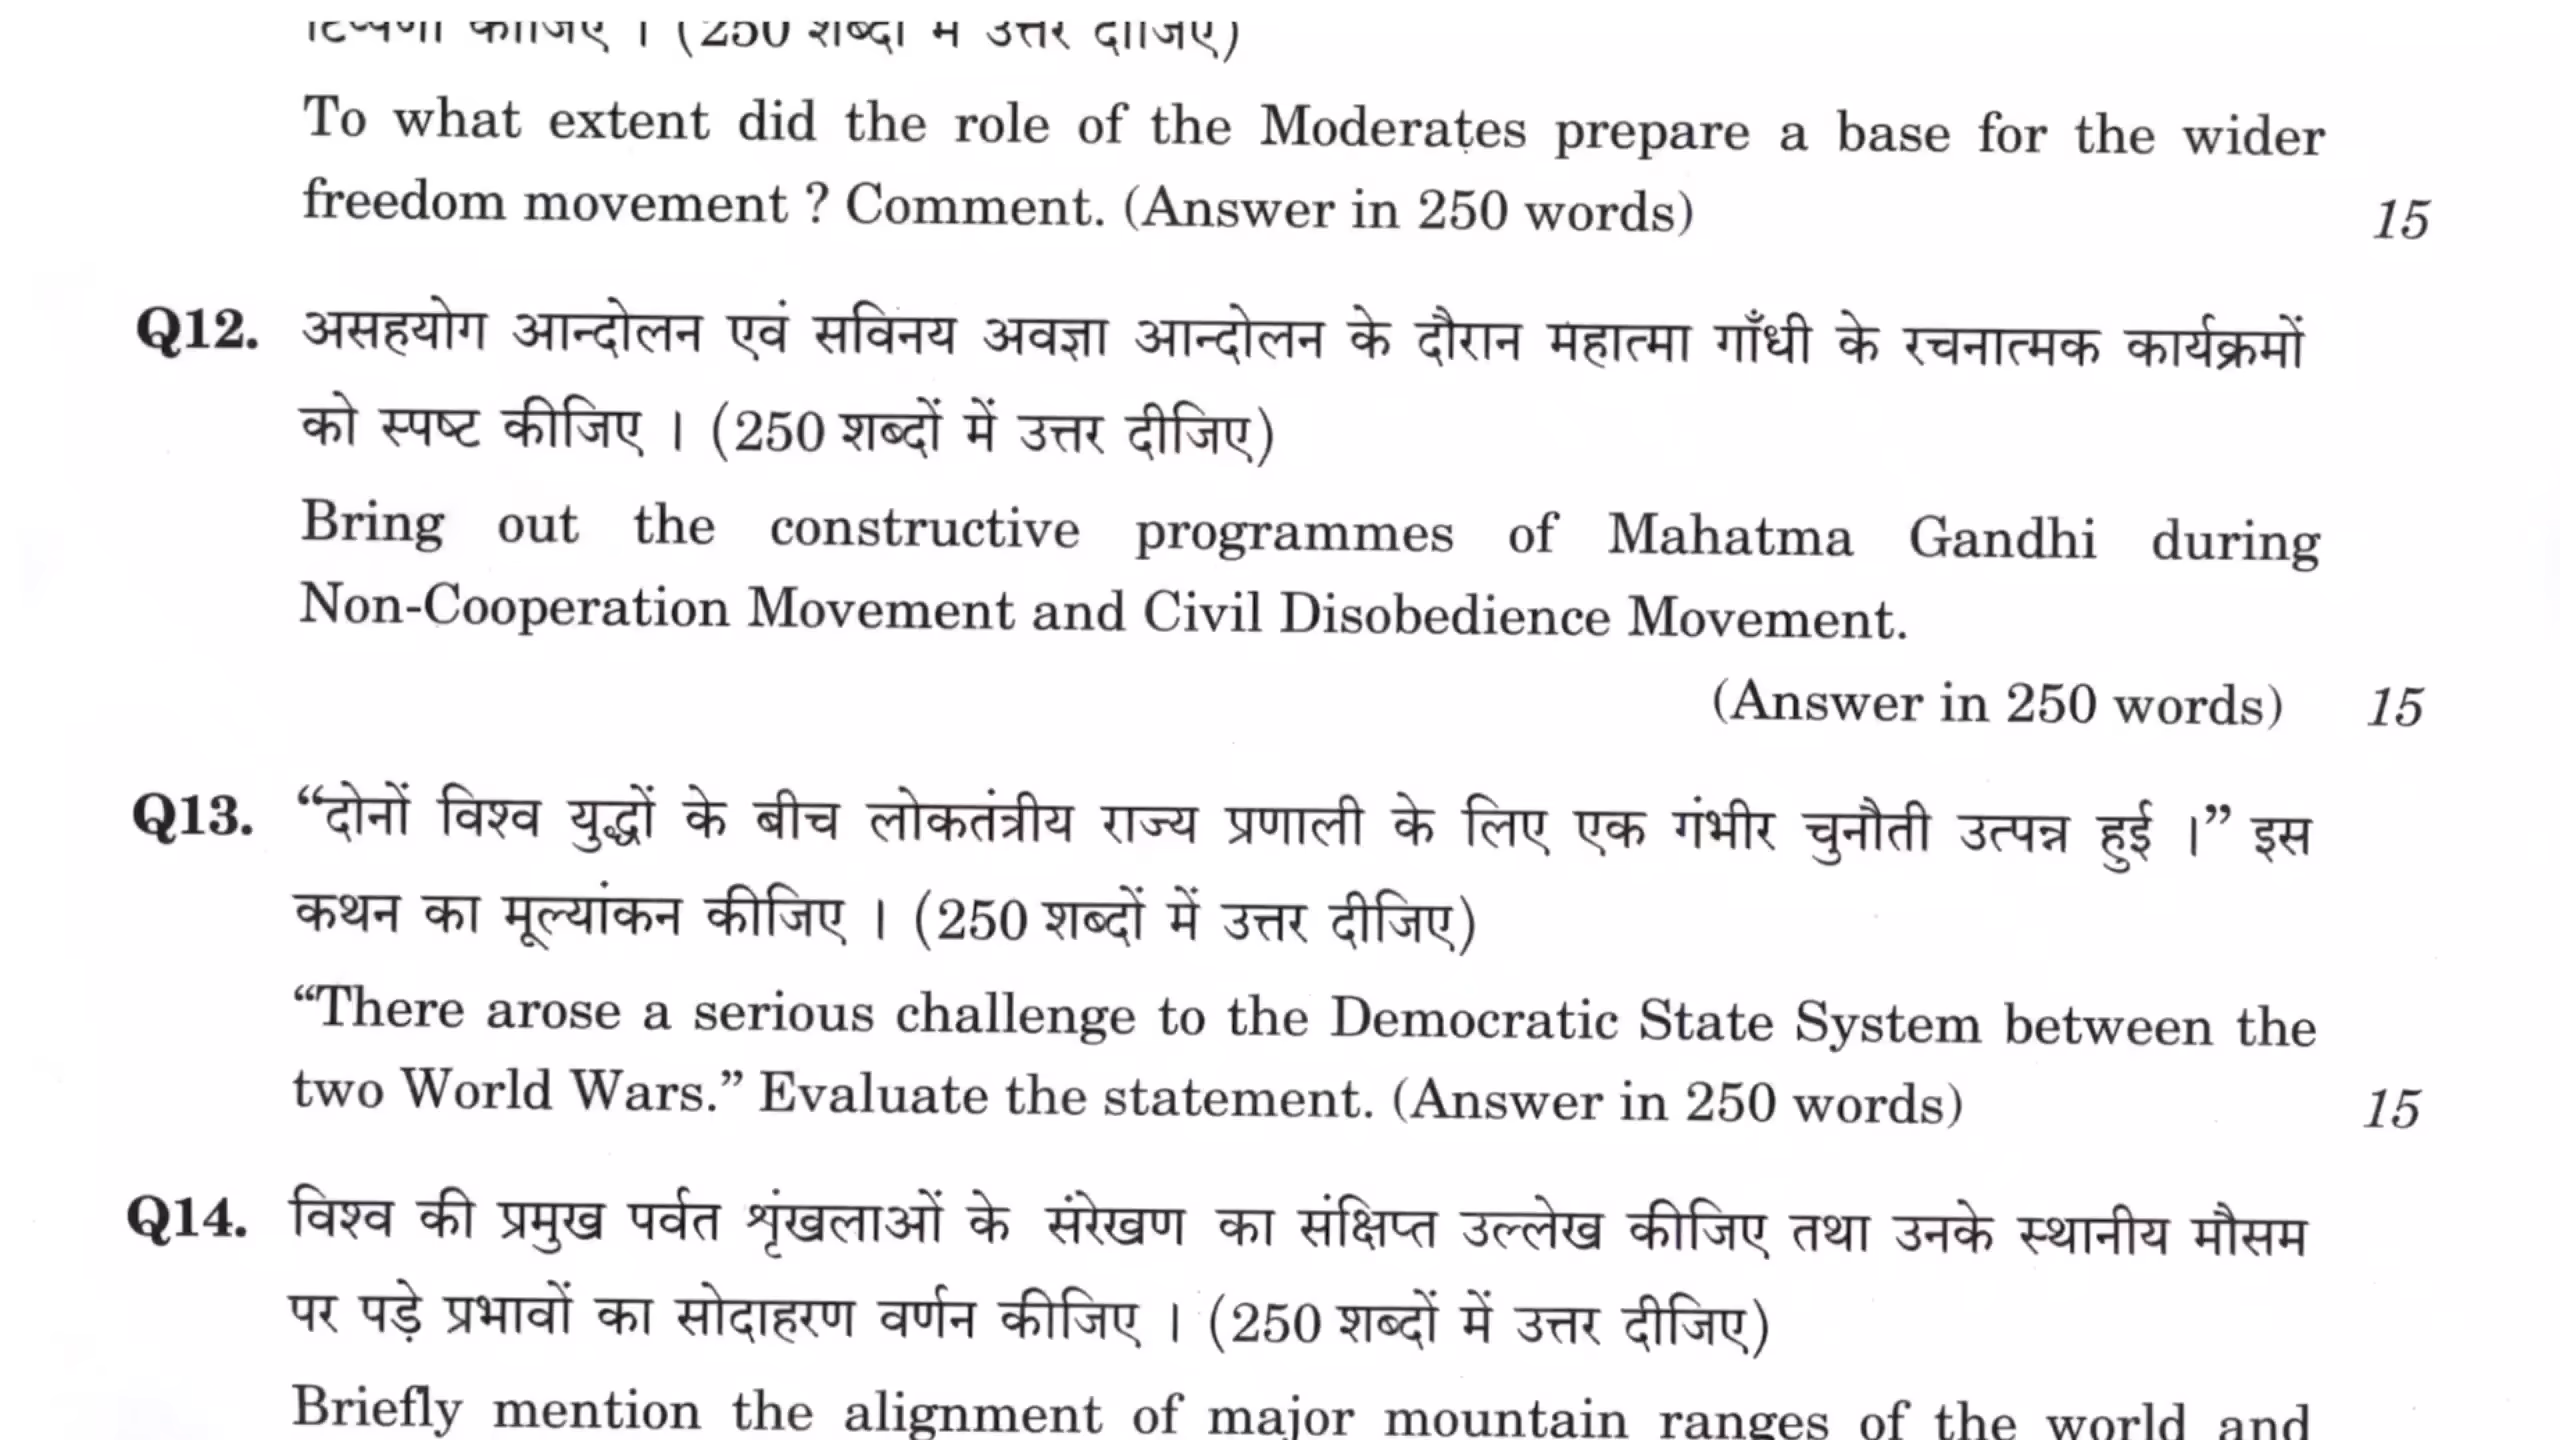 टिप्पणी कीजिए । (250 शब्दों में उत्तर दीजिए)
To what extent did the role of the Moderates prepare a base for the wider
freedom movement ? Comment. (Answer in 250 words) 15
Q12. असहयोग आन्दोलन एवं सविनय अवज्ञा आन्दोलन के दौरान महात्मा गाँधी के रचनात्मक कार्यक्रमों
को स्पष्ट कीजिए । (250 शब्दों में उत्तर दीजिए)
Bring out the constructive programmes of Mahatma Gandhi during
Non-Cooperation Movement and Civil Disobedience Movement.
(Answer in 250 words) 15
Q13. “दोनों विश्व युद्धों के बीच लोकतंत्रीय राज्य प्रणाली के लिए एक गंभीर चुनौती उत्पन्न हुई ।” इस
कथन का मूल्यांकन कीजिए । (250 शब्दों में उत्तर दीजिए)
“There arose a serious challenge to the Democratic State System between the
two World Wars.” Evaluate the statement. (Answer in 250 words) 15
Q14. विश्व की प्रमुख पर्वत शृंखलाओं के संरेखण का संक्षिप्त उल्लेख कीजिए तथा उनके स्थानीय मौसम
पर पड़े प्रभावों का सोदाहरण वर्णन कीजिए । (250 शब्दों में उत्तर दीजिए)
Briefly mention the alignment of major mountain ranges of the world and